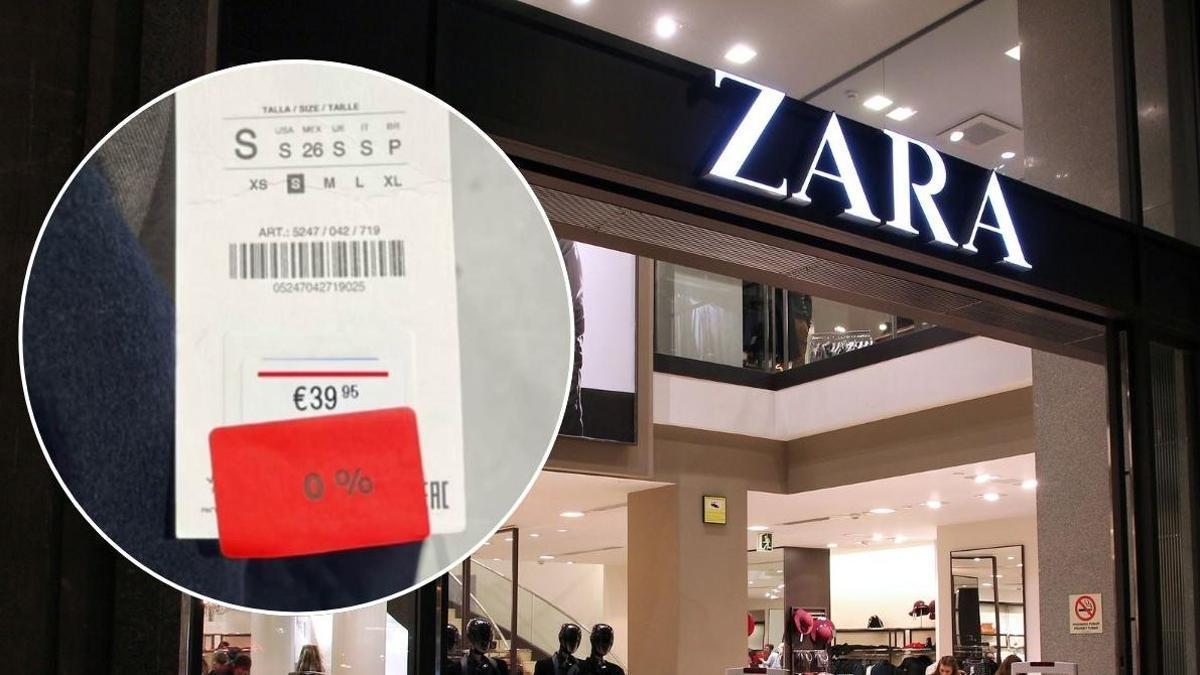 ZARA
TALLA / SIZE / TAILLE
USA MEX UK IT BR
S S 26 S S P
XS S M L XL
ART.: 5247 / 042 / 719
05247042719025
€39 95
0 %
EAC